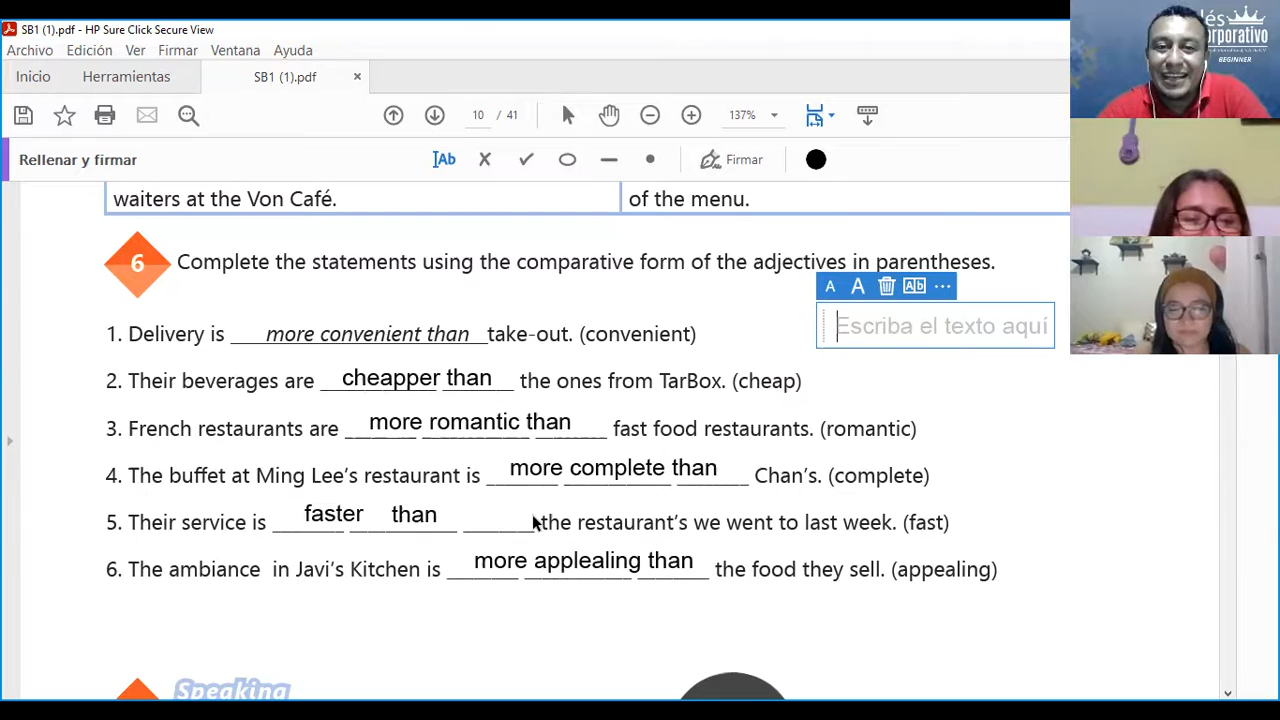 SB1 (1).pdf - HP Sure Click Secure View
Archivo Edición Ver Firmar Ventana Ayuda
Inicio Herramientas SB1 (1).pdf ×
10 / 41 137%
Rellenar y firmar Ab Firmar
waiters at the Von Café. of the menu.
6 Complete the statements using the comparative form of the adjectives in parentheses.
A A Ab ...
Escriba el texto aquí
1. Delivery is more convenient than take-out. (convenient)
2. Their beverages are cheapper than the ones from TarBox. (cheap)
3. French restaurants are more romantic than fast food restaurants. (romantic)
4. The buffet at Ming Lee's restaurant is more complete than Chan's. (complete)
5. Their service is faster than the restaurant's we went to last week. (fast)
6. The ambiance in Javi's Kitchen is more applealing than the food they sell. (appealing)
Speaking
lés
orporativo
BEGINNER